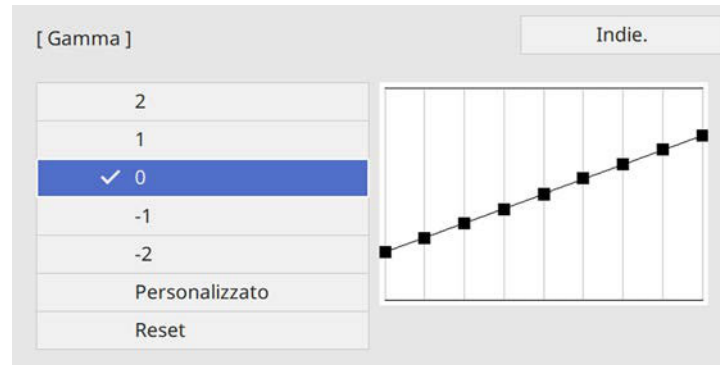 [ Gamma ]
Indie.
2
1
0
-1
-2
Personalizzato
Reset